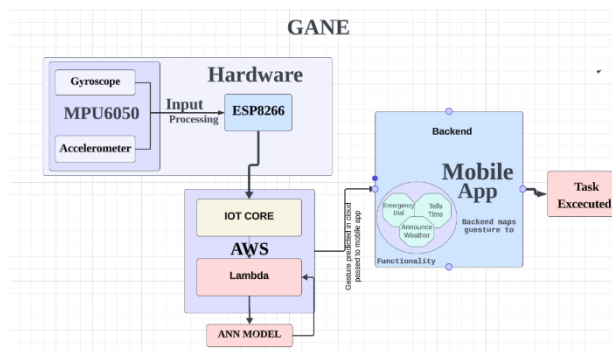 GANE
Hardware
Gyroscope
MPU6050
Accelerometer
Input
Processing
ESP8266
IOT CORE
AWS
Lambda
ANN MODEL
Gesture predicted in cloud
passed to mobile app
Backend
Mobile
App
Emergency
Dial
Tells
Time
Announce
Weather
Functionality
Backend maps
guesture to
Task
Excecuted